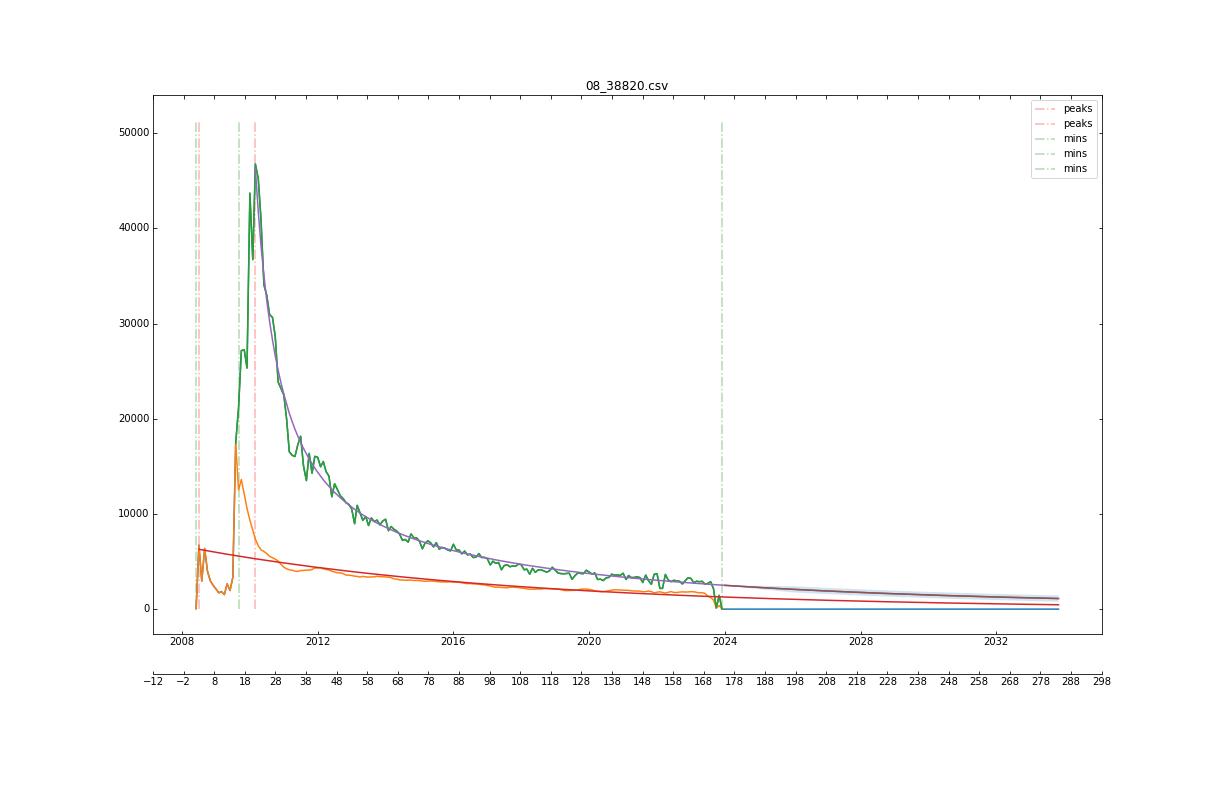 08_38820.csv
peaks
peaks
mins
mins
mins
50000
40000
30000
20000
10000
0
2008 2012 2016 2020 2024 2028 2032
−12 −2 8 18 28 38 48 58 68 78 88 98 108 118 128 138 148 158 168 178 188 198 208 218 228 238 248 258 268 278 288 298